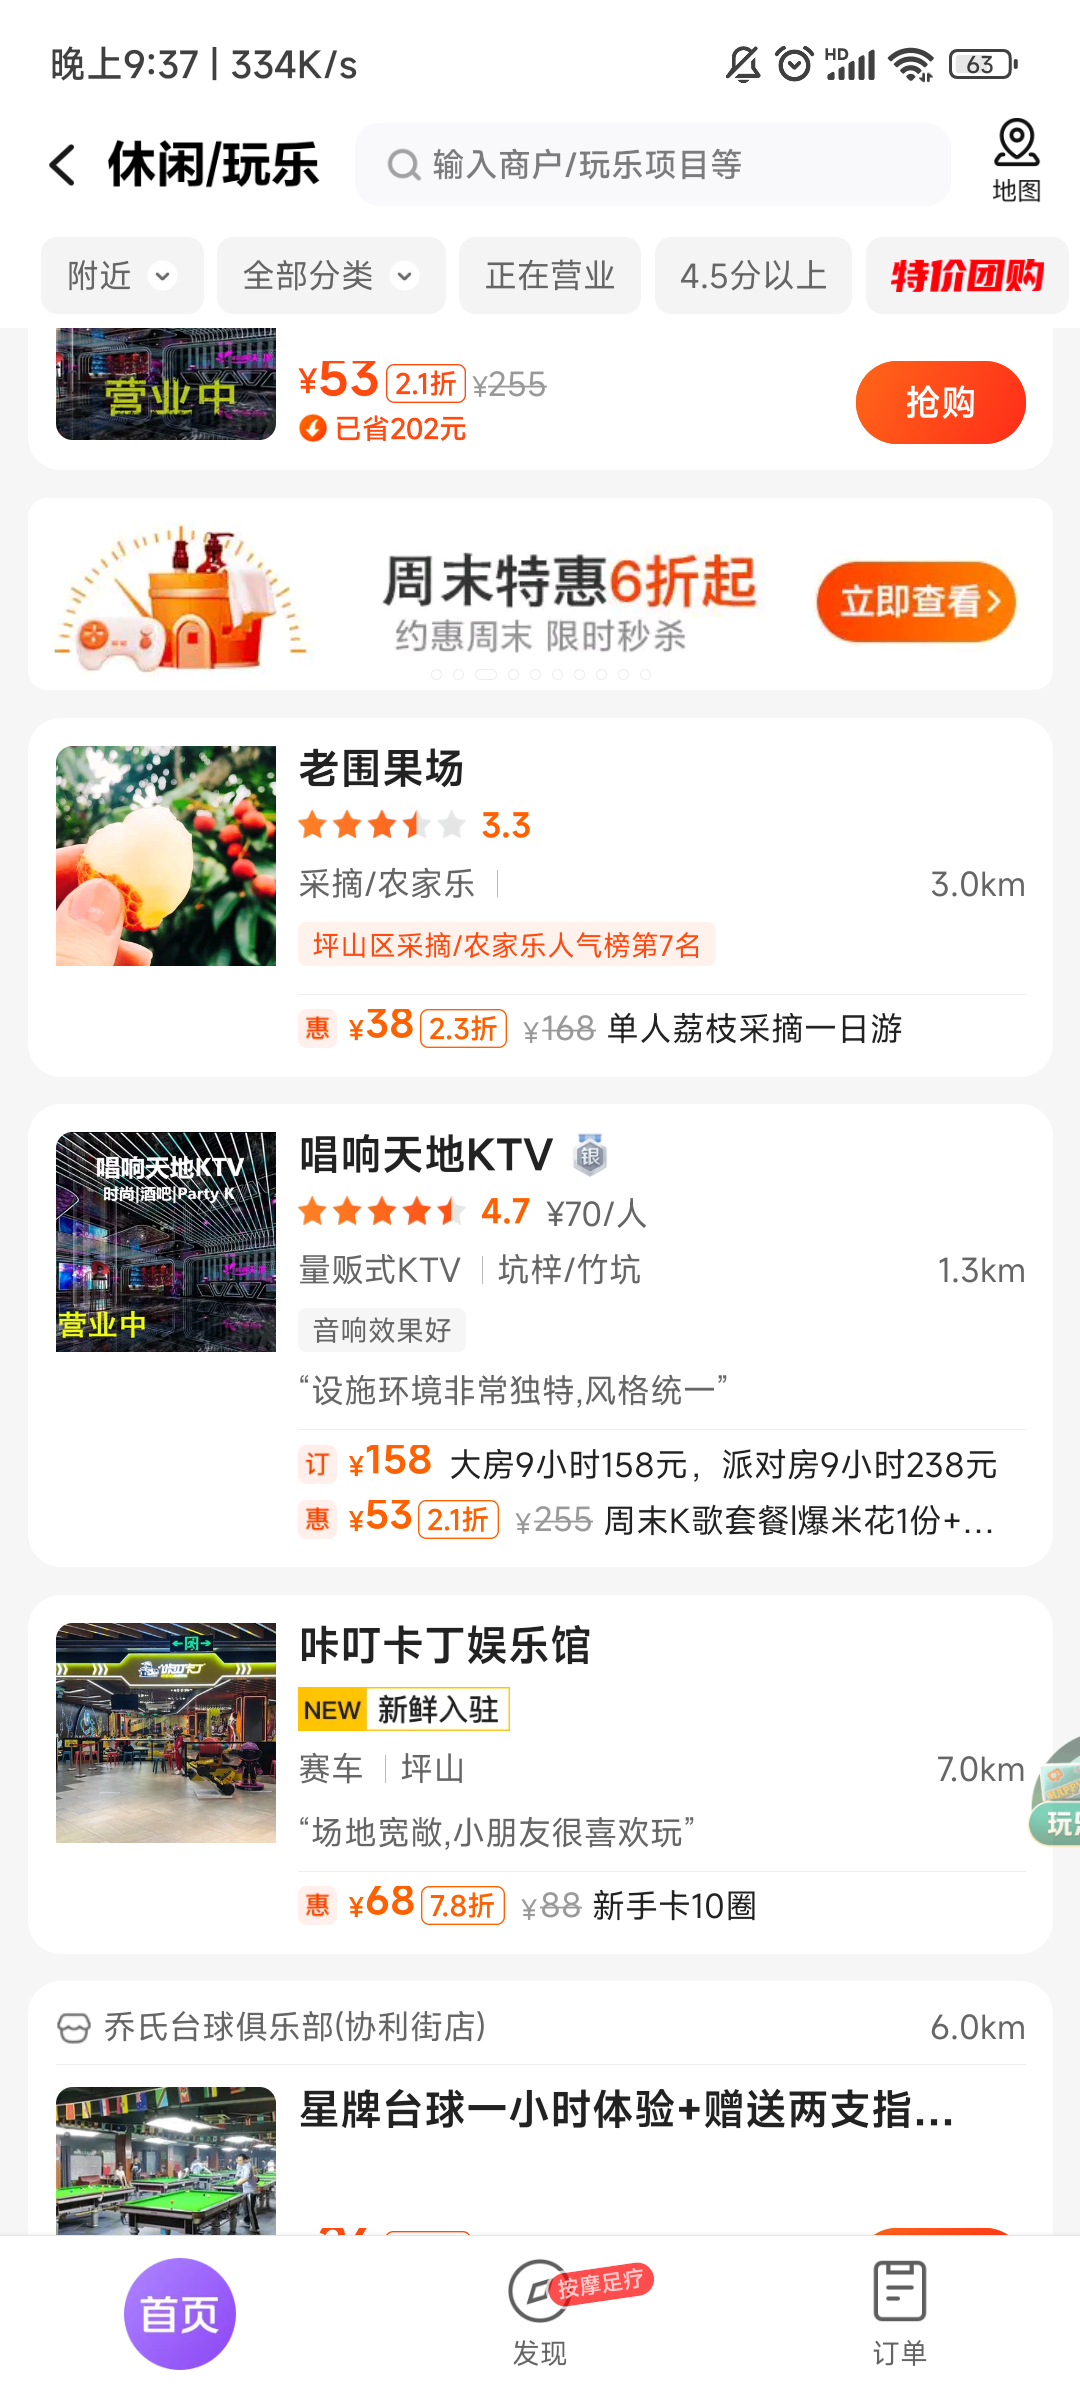 晚上9:37 | 334K/s
HD
63
休闲/玩乐
输入商户/玩乐项目等
地图
附近
全部分类
正在营业
4.5分以上
特价团购
营业中
¥53 2.1折 ¥255
抢购
已省202元
周末特惠6折起
约惠周末 限时秒杀
立即查看>
老围果场
3.3
采摘/农家乐
3.0km
坪山区采摘/农家乐人气榜第7名
惠 ¥38 2.3折 ¥168 单人荔枝采摘一日游
唱响天地KTV
时尚|酒吧|Party K
营业中
唱响天地KTV 银
4.7 ¥70/人
量贩式KTV 坑梓/竹坑
1.3km
音响效果好
“设施环境非常独特,风格统一”
订 ¥158 大房9小时158元，派对房9小时238元
惠 ¥53 2.1折 ¥255 周末K歌套餐|爆米花1份+...
咔叮卡丁
咔叮卡丁娱乐馆
NEW 新鲜入驻
赛车 坪山
7.0km
“场地宽敞,小朋友很喜欢玩”
惠 ¥68 7.8折 ¥88 新手卡10圈
乔氏台球俱乐部(协利街店)
6.0km
星牌台球一小时体验+赠送两支指...
首页
按摩足疗
发现
订单